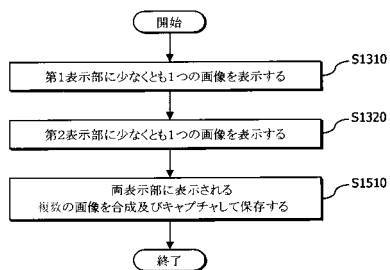 開始
第1表示部に少なくとも1つの画像を表示する
S1310
第2表示部に少なくとも1つの画像を表示する
S1320
両表示部に表示される
複数の画像を合成及びキャプチャして保存する
S1510
終了